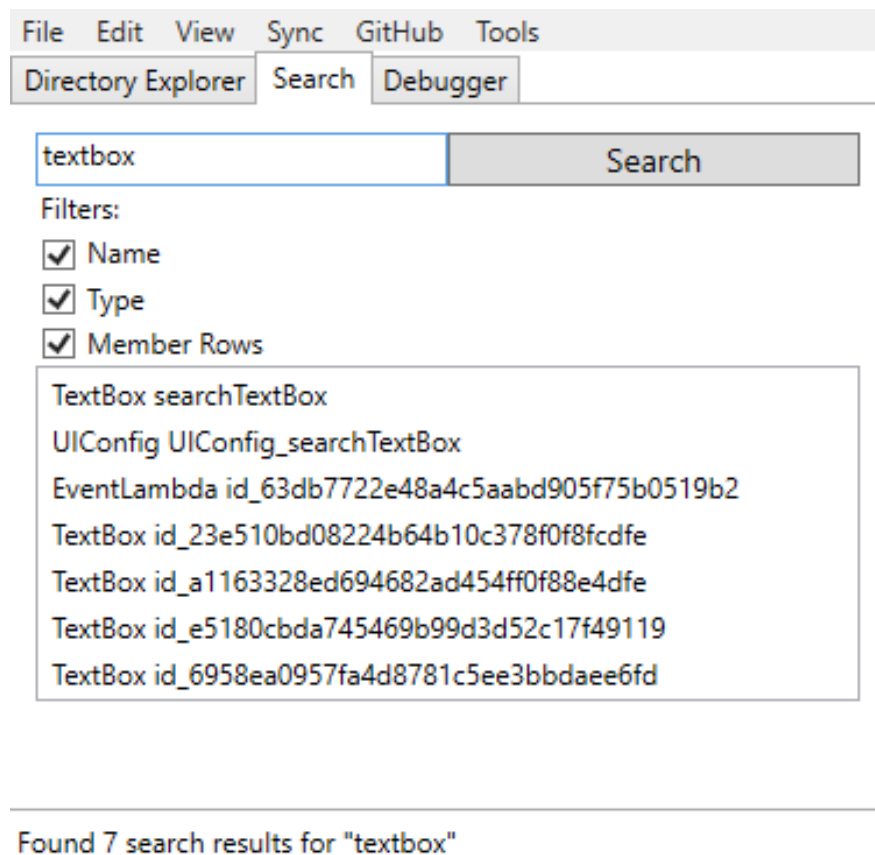 File Edit View Sync GitHub Tools
Directory Explorer Search Debugger
textbox Search
Filters:
Name
Type
Member Rows
TextBox searchTextBox
UIConfig UIConfig_searchTextBox
EventLambda id_63db7722e48a4c5aabd905f75b0519b2
TextBox id_23e510bd08224b64b10c378f0f8fcdfe
TextBox id_a1163328ed694682ad454ff0f88e4dfe
TextBox id_e5180cbda745469b99d3d52c17f49119
TextBox id_6958ea0957fa4d8781c5ee3bbdaee6fd
Found 7 search results for "textbox"